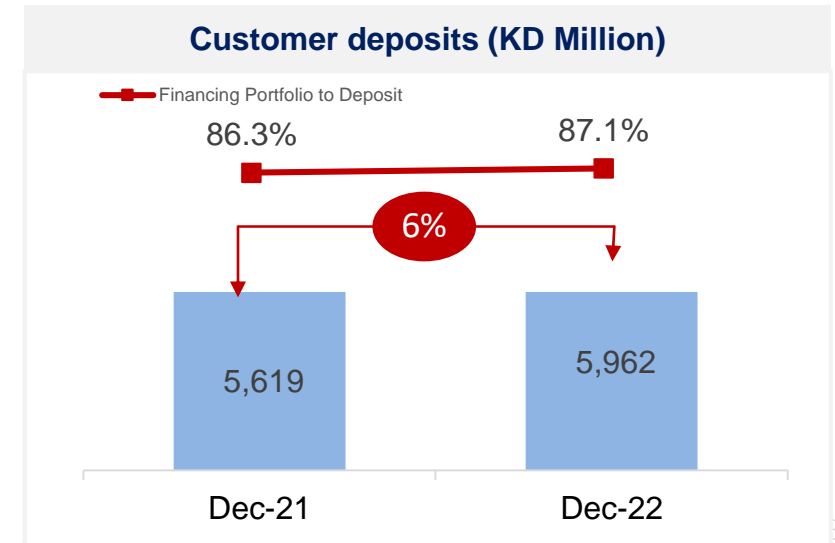 Customer deposits (KD Million)
Financing Portfolio to Deposit
86.3%
87.1%
6%
5,619
5,962
Dec-21
Dec-22